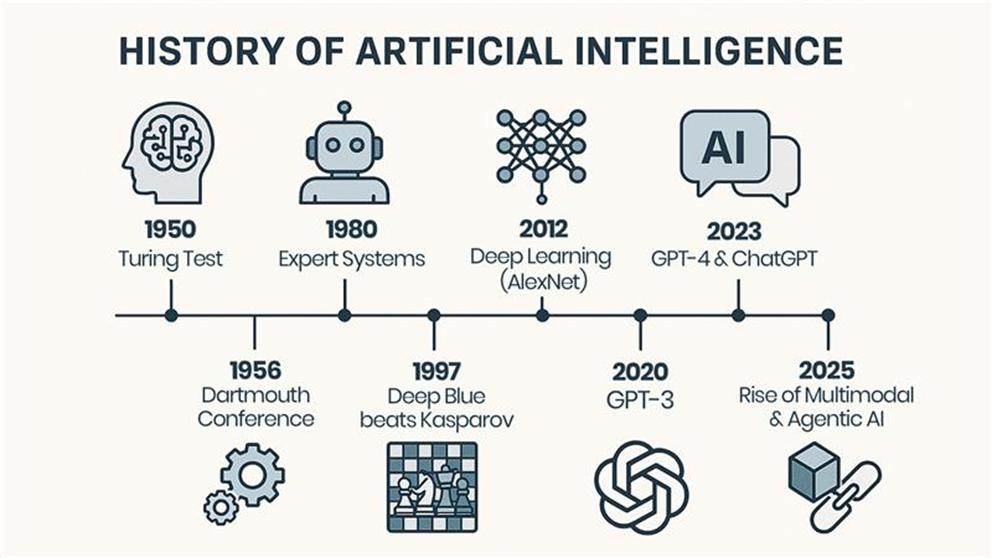 HISTORY OF ARTIFICIAL INTELLIGENCE
AI
1950
Turing Test
1980
Expert Systems
2012
Deep Learning
(AlexNet)
2023
GPT-4 & ChatGPT
1956
Dartmouth
Conference
1997
Deep Blue
beats Kasparov
2020
GPT-3
2025
Rise of Multimodal
& Agentic AI